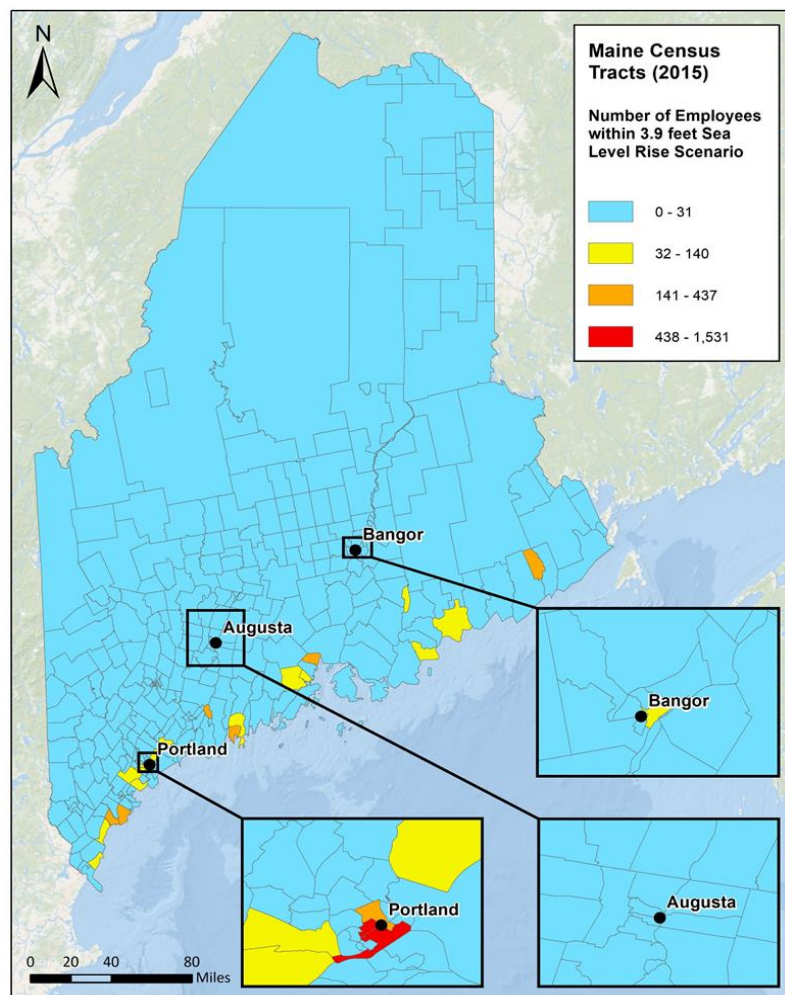 N
Maine Census
Tracts (2015)
Number of Employees
within 3.9 feet Sea
Level Rise Scenario
0 - 31
32 - 140
141 - 437
438 - 1,531
Bangor
Augusta
Portland
Bangor
Portland
Augusta
0 20 40 80
Miles